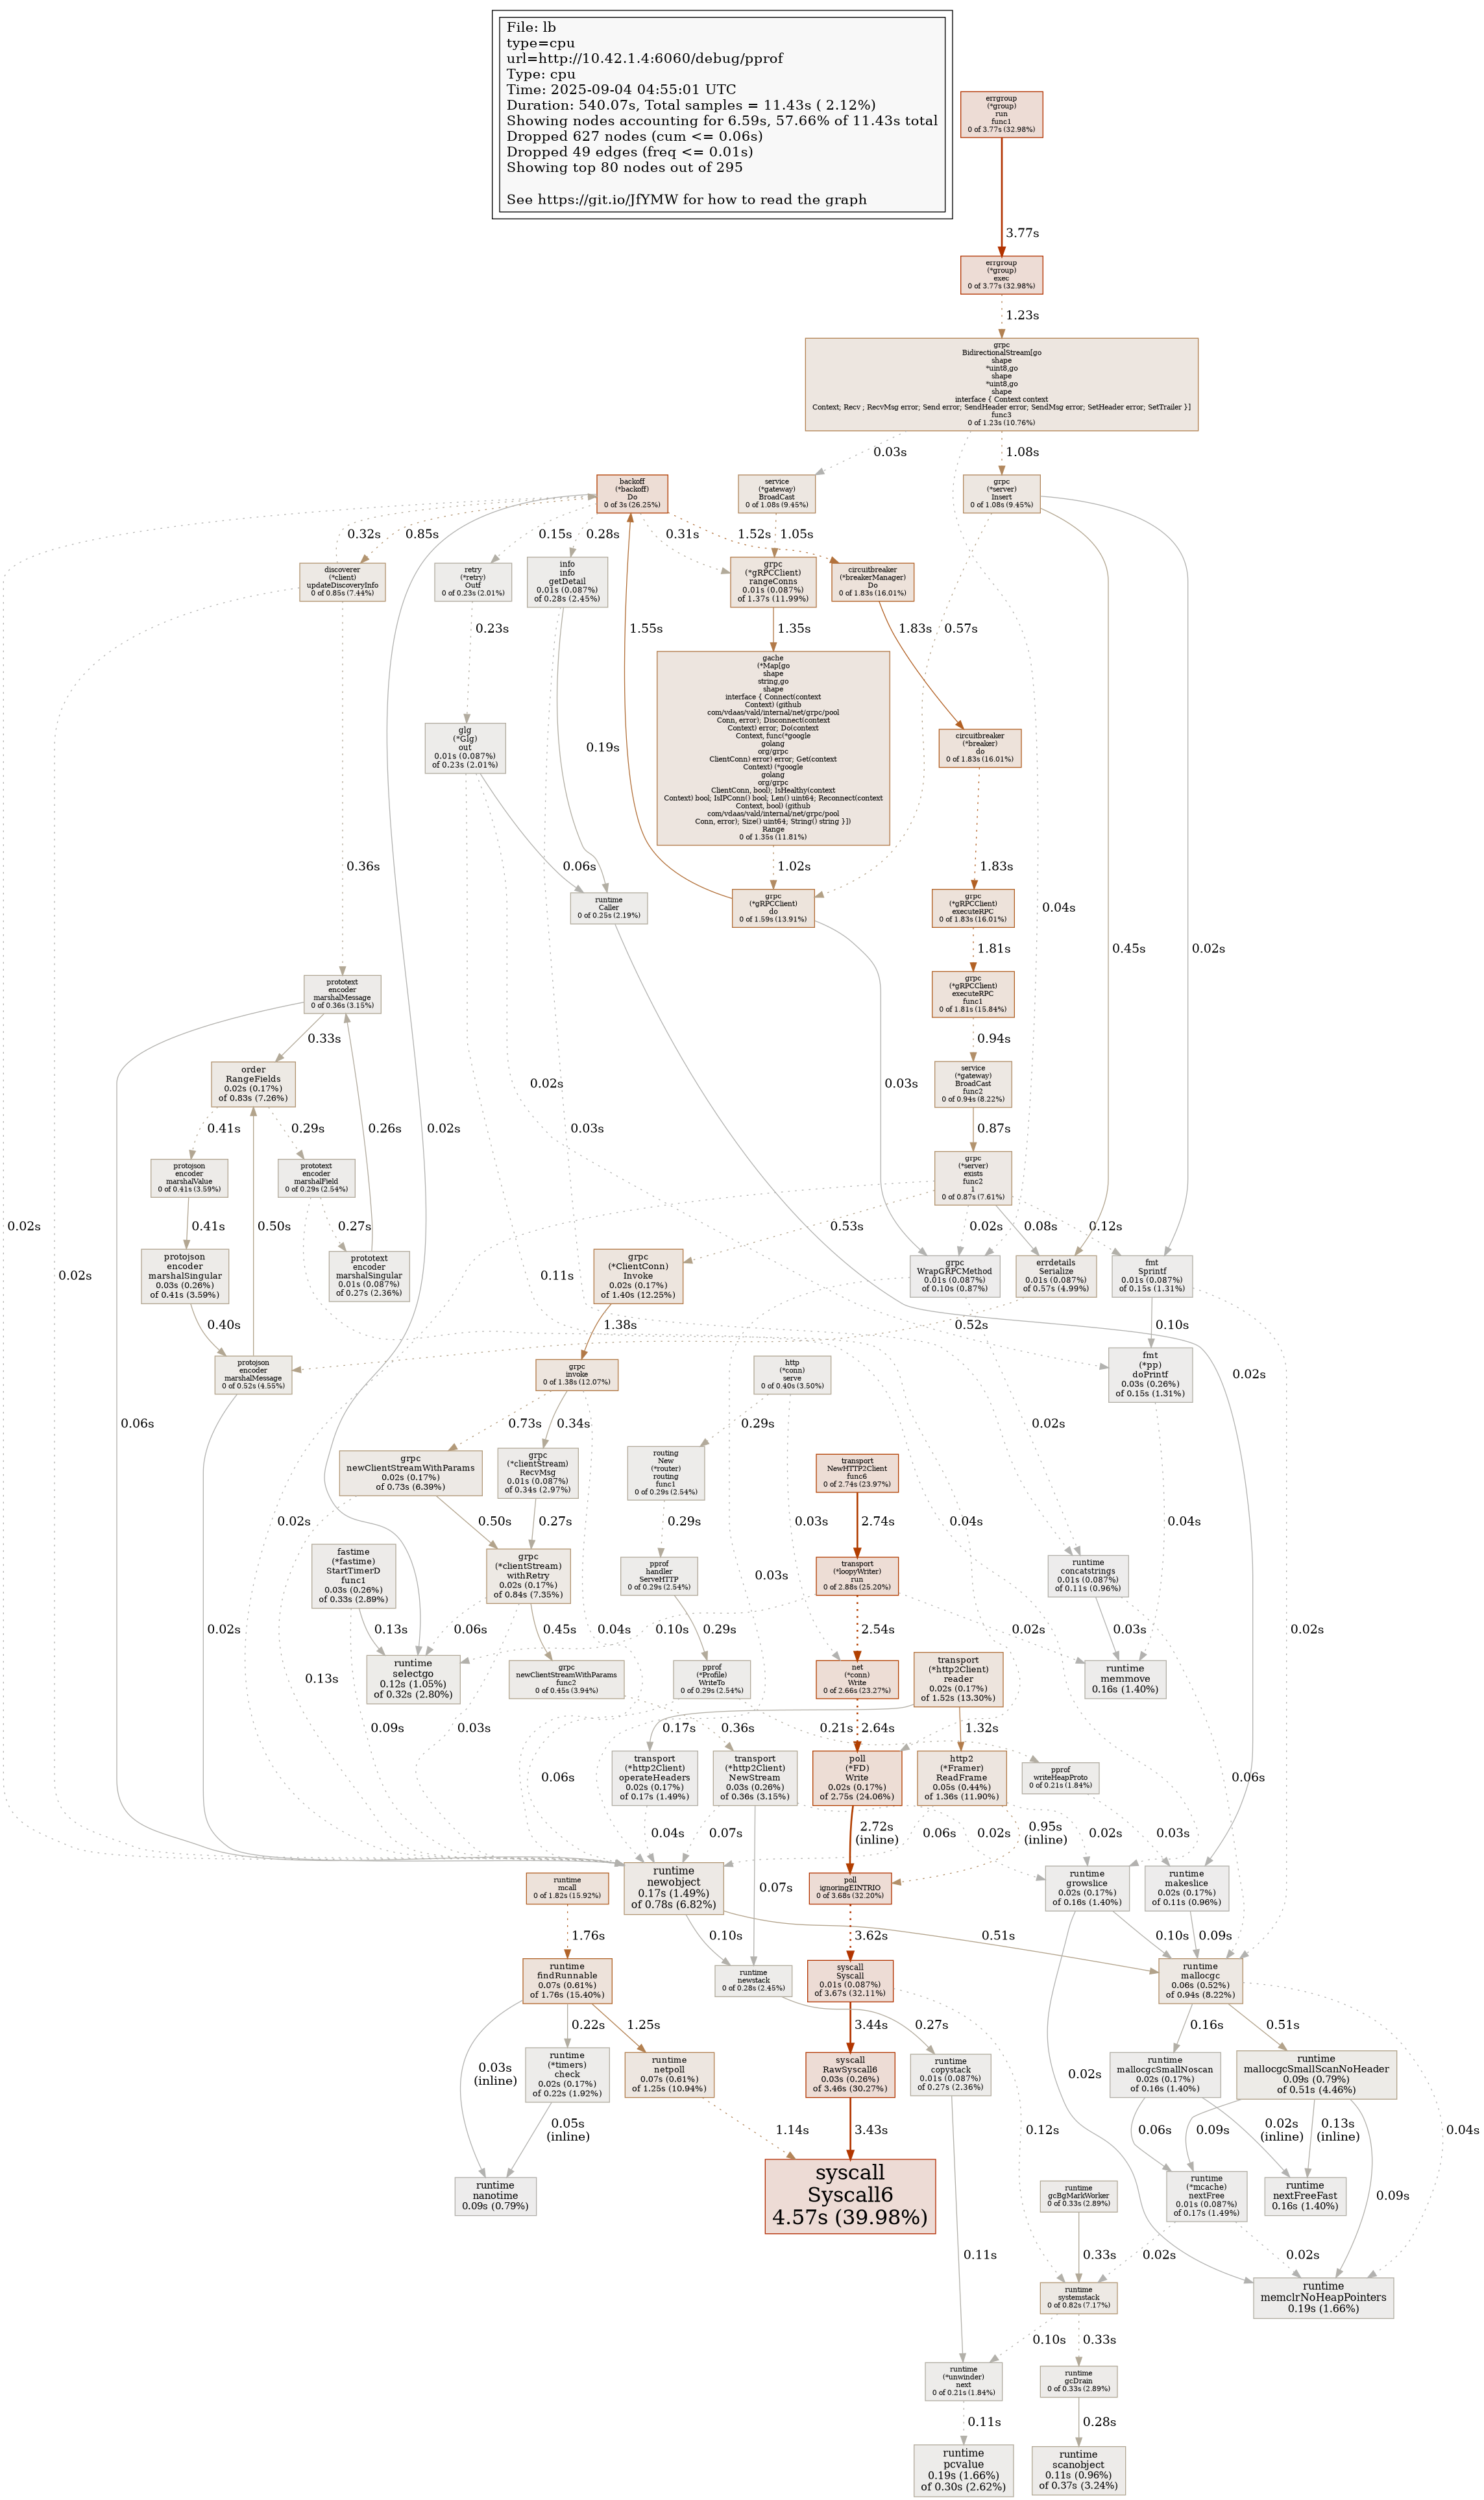 File: lb
type=cpu
url=http://10.42.1.4:6060/debug/pprof
Type: cpu
Time: 2025-09-04 04:55:01 UTC
Duration: 540.07s, Total samples = 11.43s ( 2.12%)
Showing nodes accounting for 6.59s, 57.66% of 11.43s total
Dropped 627 nodes (cum <= 0.06s)
Dropped 49 edges (freq <= 0.01s)
Showing top 80 nodes out of 295
See https://git.io/JfYMW for how to read the graph
errgroup
(*group)
run
func1
0 of 3.77s (32.98%)
3.77s
errgroup
(*group)
exec
0 of 3.77s (32.98%)
1.23s
grpc
BidirectionalStream[go
shape
*uint8,go
shape
*uint8,go
shape
interface { Context context
Context; Recv ; RecvMsg error; Send error; SendHeader error; SendMsg error; SetHeader error; SetTrailer }]
func3
0 of 1.23s (10.76%)
0.03s
1.08s
backoff
(*backoff)
Do
0 of 3s (26.25%)
service
(*gateway)
BroadCast
0 of 1.08s (9.45%)
grpc
(*server)
Insert
0 of 1.08s (9.45%)
0.32s
0.85s
0.15s
0.28s
0.31s
1.52s
1.05s
discoverer
(*client)
updateDiscoveryInfo
0 of 0.85s (7.44%)
retry
(*retry)
Outf
0 of 0.23s (2.01%)
info
info
getDetail
0.01s (0.087%)
of 0.28s (2.45%)
grpc
(*gRPCClient)
rangeConns
0.01s (0.087%)
of 1.37s (11.99%)
circuitbreaker
(*breakerManager)
Do
0 of 1.83s (16.01%)
0.23s
1.55s
1.35s
1.83s
0.57s
glg
(*Glg)
out
0.01s (0.087%)
of 0.23s (2.01%)
0.19s
gache
(*Map[go
shape
string,go
shape
interface { Connect(context
Context) (github
com/vdaas/vald/internal/net/grpc/pool
Conn, error); Disconnect(context
Context) error; Do(context
Context, func(*google
golang
org/grpc
ClientConn) error) error; Get(context
Context) (*google
golang
org/grpc
ClientConn, bool); IsHealthy(context
Context) bool; IsIPConn() bool; Len() uint64; Reconnect(context
Context, bool) (github
com/vdaas/vald/internal/net/grpc/pool
Conn, error); Size() uint64; String() string }])
Range
0 of 1.35s (11.81%)
circuitbreaker
(*breaker)
do
0 of 1.83s (16.01%)
0.36s
0.06s
1.02s
1.83s
runtime
Caller
0 of 0.25s (2.19%)
grpc
(*gRPCClient)
do
0 of 1.59s (13.91%)
grpc
(*gRPCClient)
executeRPC
0 of 1.83s (16.01%)
0.04s
1.81s
0.45s
0.02s
prototext
encoder
marshalMessage
0 of 0.36s (3.15%)
grpc
(*gRPCClient)
executeRPC
func1
0 of 1.81s (15.84%)
0.33s
0.94s
order
RangeFields
0.02s (0.17%)
of 0.83s (7.26%)
0.02s
0.03s
service
(*gateway)
BroadCast
func2
0 of 0.94s (8.22%)
0.41s
0.29s
0.26s
0.02s
0.03s
0.87s
protojson
encoder
marshalValue
0 of 0.41s (3.59%)
prototext
encoder
marshalField
0 of 0.29s (2.54%)
grpc
(*server)
exists
func2
1
0 of 0.87s (7.61%)
0.02s
0.02s
0.41s
0.50s
0.27s
0.53s
0.02s
0.08s
0.12s
protojson
encoder
marshalSingular
0.03s (0.26%)
of 0.41s (3.59%)
prototext
encoder
marshalSingular
0.01s (0.087%)
of 0.27s (2.36%)
0.11s
grpc
(*ClientConn)
Invoke
0.02s (0.17%)
of 1.40s (12.25%)
grpc
WrapGRPCMethod
0.01s (0.087%)
of 0.10s (0.87%)
errdetails
Serialize
0.01s (0.087%)
of 0.57s (4.99%)
fmt
Sprintf
0.01s (0.087%)
of 0.15s (1.31%)
0.40s
1.38s
0.52s
0.10s
protojson
encoder
marshalMessage
0 of 0.52s (4.55%)
grpc
invoke
0 of 1.38s (12.07%)
http
(*conn)
serve
0 of 0.40s (3.50%)
fmt
(*pp)
doPrintf
0.03s (0.26%)
of 0.15s (1.31%)
0.02s
0.06s
0.73s
0.34s
0.29s
0.02s
grpc
newClientStreamWithParams
0.02s (0.17%)
of 0.73s (6.39%)
grpc
(*clientStream)
RecvMsg
0.01s (0.087%)
of 0.34s (2.97%)
routing
New
(*router)
routing
func1
0 of 0.29s (2.54%)
transport
NewHTTP2Client
func6
0 of 2.74s (23.97%)
0.02s
0.50s
0.27s
0.29s
0.03s
2.74s
0.04s
0.04s
fastime
(*fastime)
StartTimerD
func1
0.03s (0.26%)
of 0.33s (2.89%)
grpc
(*clientStream)
withRetry
0.02s (0.17%)
of 0.84s (7.35%)
pprof
handler
ServeHTTP
0 of 0.29s (2.54%)
0.03s
transport
(*loopyWriter)
run
0 of 2.88s (25.20%)
runtime
concatstrings
0.01s (0.087%)
of 0.11s (0.96%)
0.02s
0.13s
0.06s
0.45s
0.04s
0.10s
0.29s
2.54s
0.02s
0.03s
0.02s
runtime
selectgo
0.12s (1.05%)
of 0.32s (2.80%)
grpc
newClientStreamWithParams
func2
0 of 0.45s (3.94%)
pprof
(*Profile)
WriteTo
0 of 0.29s (2.54%)
net
(*conn)
Write
0 of 2.66s (23.27%)
transport
(*http2Client)
reader
0.02s (0.17%)
of 1.52s (13.30%)
runtime
memmove
0.16s (1.40%)
0.13s
0.09s
0.03s
0.06s
0.17s
0.36s
0.21s
2.64s
1.32s
0.06s
transport
(*http2Client)
operateHeaders
0.02s (0.17%)
of 0.17s (1.49%)
transport
(*http2Client)
NewStream
0.03s (0.26%)
of 0.36s (3.15%)
poll
(*FD)
Write
0.02s (0.17%)
of 2.75s (24.06%)
http2
(*Framer)
ReadFrame
0.05s (0.44%)
of 1.36s (11.90%)
pprof
writeHeapProto
0 of 0.21s (1.84%)
0.04s
0.07s
2.72s
(inline)
0.06s
0.02s
0.95s
(inline)
0.02s
0.03s
runtime
mcall
0 of 1.82s (15.92%)
runtime
newobject
0.17s (1.49%)
of 0.78s (6.82%)
0.07s
poll
ignoringEINTRIO
0 of 3.68s (32.20%)
runtime
growslice
0.02s (0.17%)
of 0.16s (1.40%)
runtime
makeslice
0.02s (0.17%)
of 0.11s (0.96%)
1.76s
0.10s
0.51s
3.62s
0.10s
0.09s
runtime
findRunnable
0.07s (0.61%)
of 1.76s (15.40%)
runtime
newstack
0 of 0.28s (2.45%)
syscall
Syscall
0.01s (0.087%)
of 3.67s (32.11%)
runtime
mallocgc
0.06s (0.52%)
of 0.94s (8.22%)
0.03s
(inline)
0.22s
1.25s
3.44s
0.27s
0.02s
0.16s
0.51s
runtime
(*timers)
check
0.02s (0.17%)
of 0.22s (1.92%)
runtime
netpoll
0.07s (0.61%)
of 1.25s (10.94%)
syscall
RawSyscall6
0.03s (0.26%)
of 3.46s (30.27%)
runtime
copystack
0.01s (0.087%)
of 0.27s (2.36%)
runtime
mallocgcSmallNoscan
0.02s (0.17%)
of 0.16s (1.40%)
runtime
mallocgcSmallScanNoHeader
0.09s (0.79%)
of 0.51s (4.46%)
0.05s
(inline)
1.14s
3.43s
0.12s
0.06s
0.09s
0.02s
(inline)
0.13s
(inline)
0.04s
runtime
nanotime
0.09s (0.79%)
syscall
Syscall6
4.57s (39.98%)
runtime
gcBgMarkWorker
0 of 0.33s (2.89%)
runtime
(*mcache)
nextFree
0.01s (0.087%)
of 0.17s (1.49%)
runtime
nextFreeFast
0.16s (1.40%)
0.09s
0.11s
0.33s
0.02s
0.02s
runtime
systemstack
0 of 0.82s (7.17%)
runtime
memclrNoHeapPointers
0.19s (1.66%)
0.10s
0.33s
runtime
(*unwinder)
next
0 of 0.21s (1.84%)
runtime
gcDrain
0 of 0.33s (2.89%)
0.11s
0.28s
runtime
pcvalue
0.19s (1.66%)
of 0.30s (2.62%)
runtime
scanobject
0.11s (0.96%)
of 0.37s (3.24%)